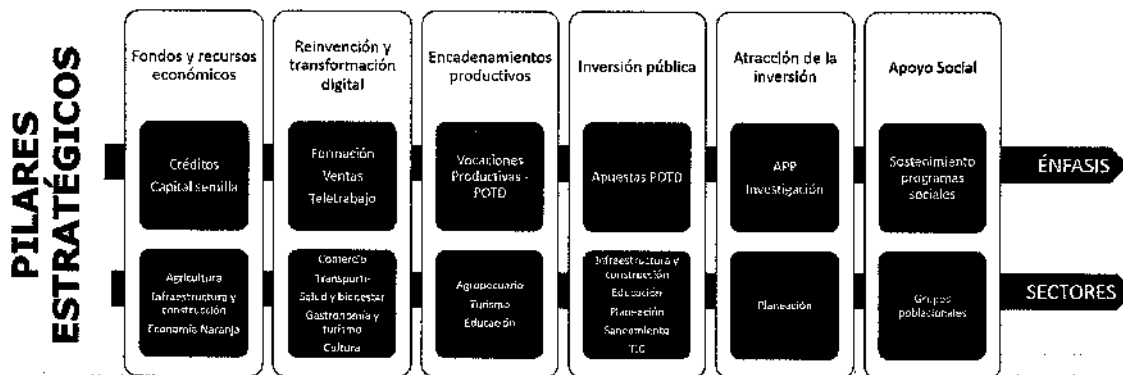 PILARES
ESTRATÉGICOS
Fondos y recursos
económicos
Créditos
Capital semilla
Agricultura
Infraestructura y
construcción
Economía Naranja
Reinvención y
transformación
digital
Formación
Ventas
Teletrabajo
Comercio
Transporte
Salud y bienestar
Gastronomía y
turismo
Cultura
Encadenamientos
productivos
Vocaciones
Productivas -
POTD
Agropecuario
Turismo
Educación
Inversión pública
Apuestas POTD
Infraestructura y
construcción
Educación
Planeación
Saneamiento
TIC
Atracción de la
inversión
APP
Investigación
Planeación
Apoyo Social
Sostenimiento
programas
sociales
Grupos
poblacionales
ÉNFASIS
SECTORES